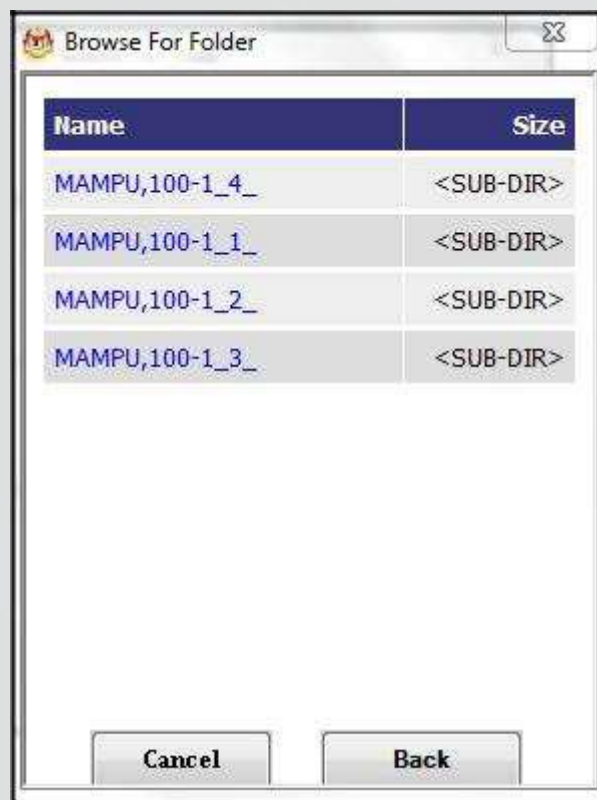 Browse For Folder
Name Size
MAMPU,100-1_4_ <SUB-DIR>
MAMPU,100-1_1_ <SUB-DIR>
MAMPU,100-1_2_ <SUB-DIR>
MAMPU,100-1_3_ <SUB-DIR>
Cancel Back